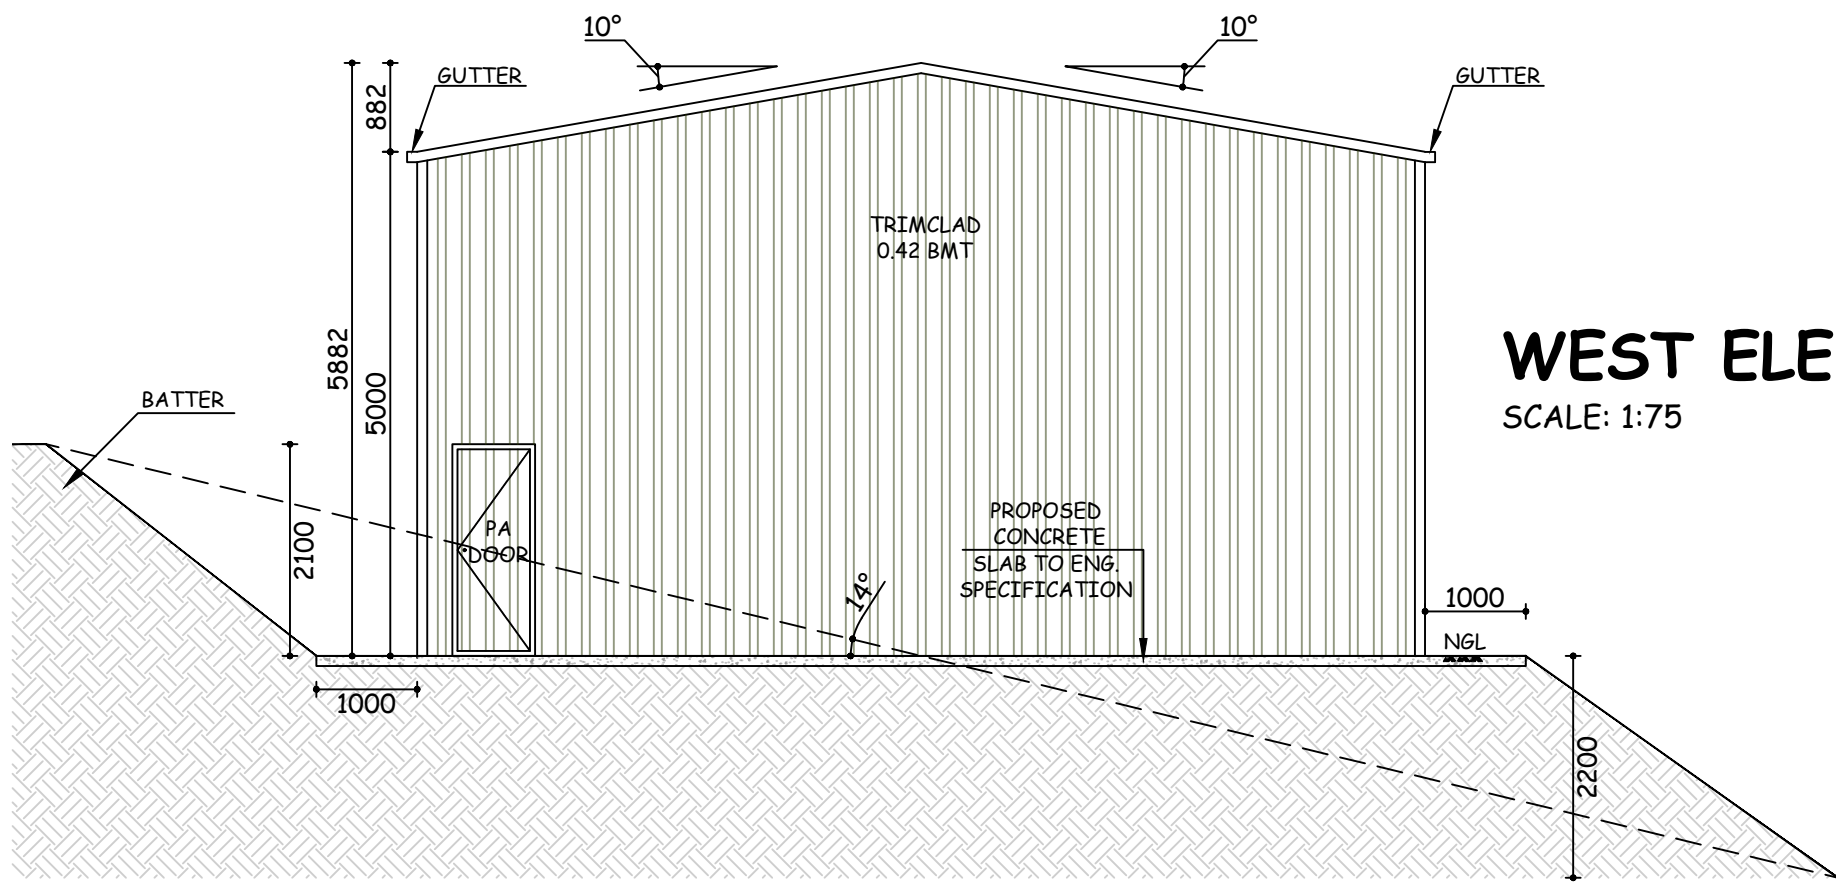 10°
10°
GUTTER
GUTTER
882
TRIMCLAD
0.42 BMT
5882
WEST ELE
5000
BATTER
SCALE: 1:75
PROPOSED
CONCRETE
SLAB TO ENG.
SPECIFICATION
PA
DOOR
2100
14°
1000
NGL
1000
2200